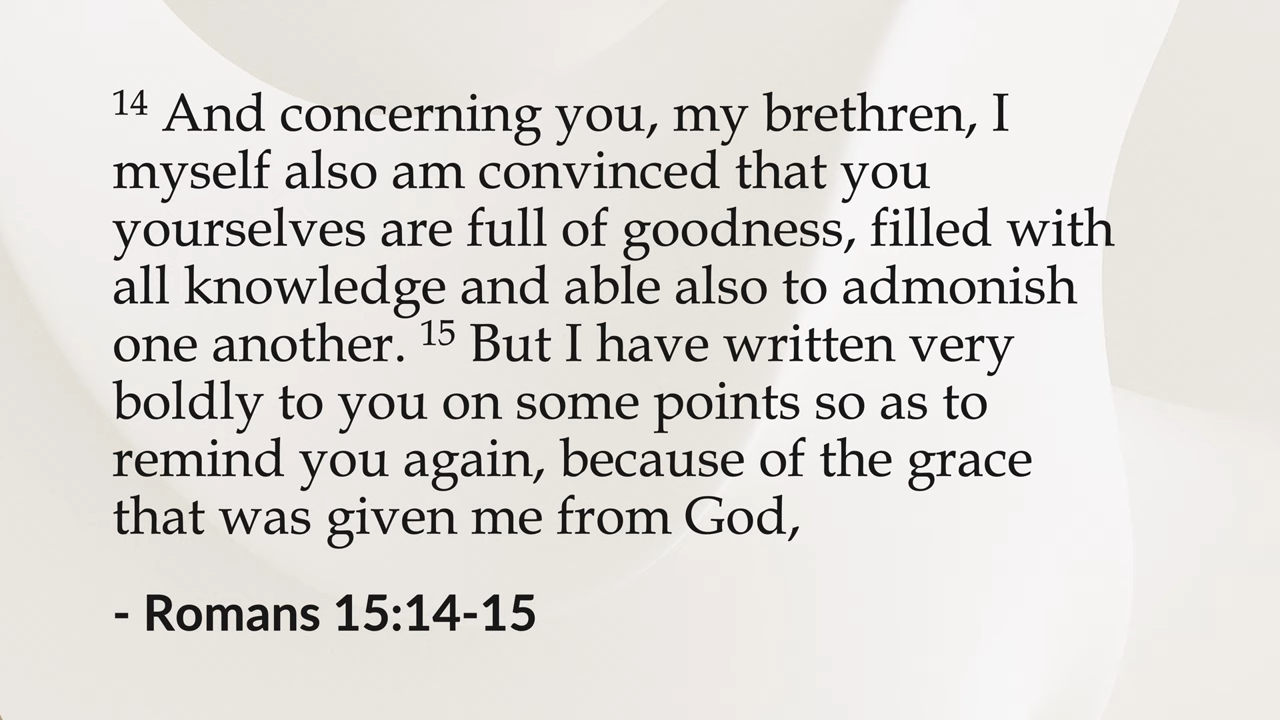 14 And concerning you, my brethren, I
myself also am convinced that you
yourselves are full of goodness, filled with
all knowledge and able also to admonish
one another. 15 But I have written very
boldly to you on some points so as to
remind you again, because of the grace
that was given me from God,
- Romans 15:14-15